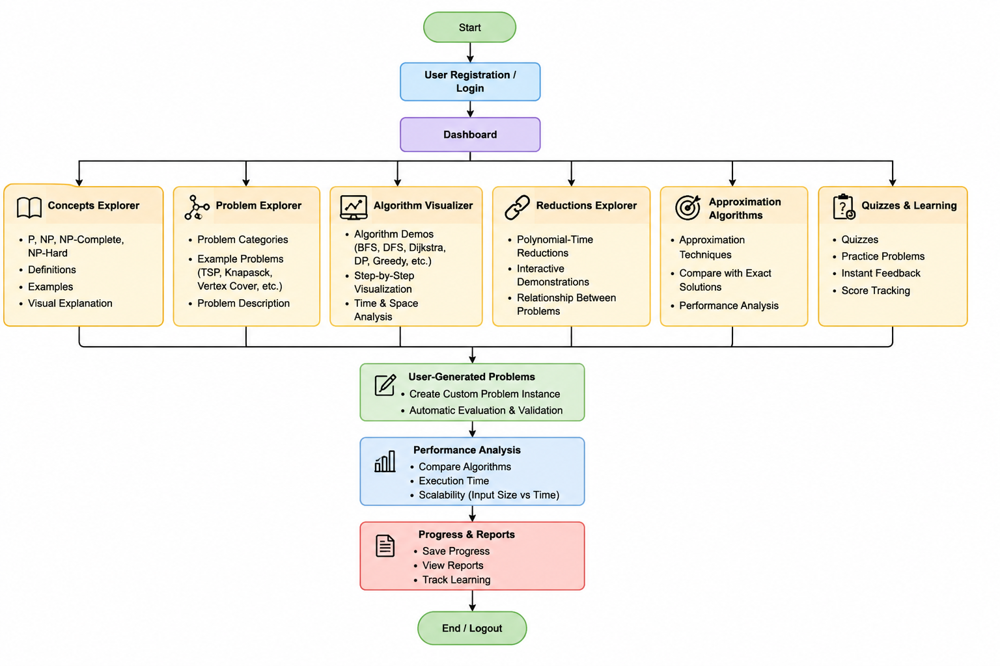 Start
User Registration /
Login
Dashboard
Concepts Explorer
• P, NP, NP-Complete,
NP-Hard
• Definitions
• Examples
• Visual Explanation
Problem Explorer
• Problem Categories
• Example Problems
(TSP, Knapasck,
Vertex Cover, etc.)
• Problem Description
Algorithm Visualizer
• Algorithm Demos
(BFS, DFS, Dijkstra,
DP, Greedy, etc.)
• Step-by-Step
Visualization
• Time & Space
Analysis
Reductions Explorer
• Polynomial-Time
Reductions
• Interactive
Demonstrations
• Relationship Between
Problems
Approximation
Algorithms
• Approximation
Techniques
• Compare with Exact
Solutions
• Performance Analysis
?
Quizzes & Learning
• Quizzes
• Practice Problems
• Instant Feedback
• Score Tracking
User-Generated Problems
• Create Custom Problem Instance
• Automatic Evaluation & Validation
Performance Analysis
• Compare Algorithms
• Execution Time
• Scalability (Input Size vs Time)
Progress & Reports
• Save Progress
• View Reports
• Track Learning
End / Logout